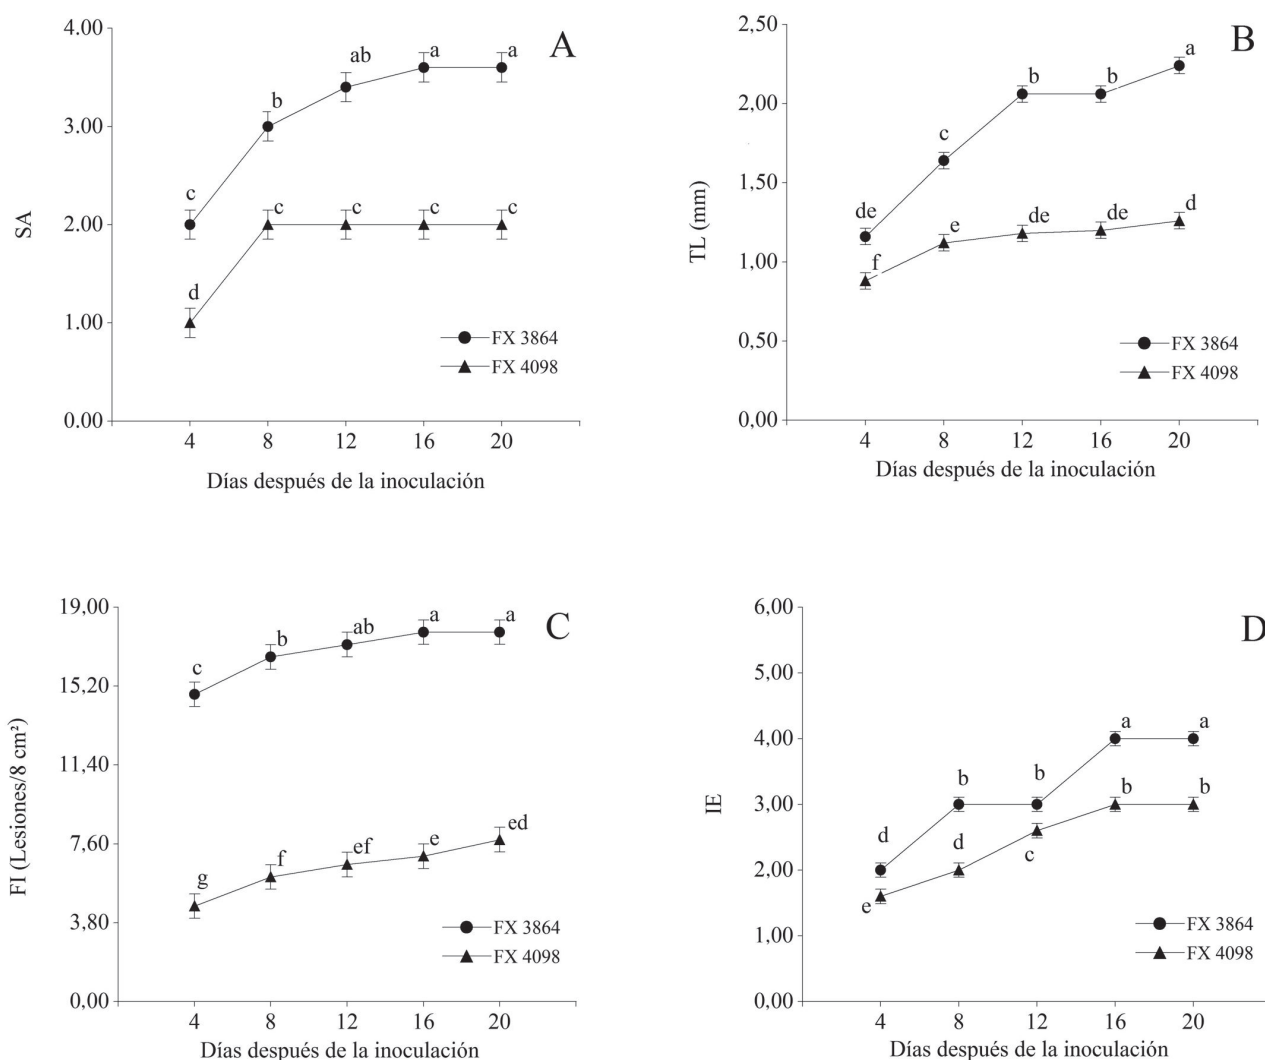 A
4.00
3.00
2.00
1.00
0.00
SA
c
b
ab
a
a
d
c
c
c
c
FX 3864
FX 4098
4 8 12 16 20
Días después de la inoculación
B
2,50
2,00
1,50
1,00
0,50
0,00
TL (mm)
de
c
b
b
a
f
e
de
de
d
FX 3864
FX 4098
4 8 12 16 20
Días después de la inoculación
C
19,00
15,20
11,40
7,60
3,80
0,00
FI (Lesiones/8 cm²)
c
b
ab
a
a
g
f
ef
e
ed
FX 3864
FX 4098
4 8 12 16 20
Días después de la inoculación
D
6,00
5,00
4,00
3,00
2,00
1,00
0,00
IE
d
b
b
a
a
e
d
c
b
b
FX 3864
FX 4098
4 8 12 16 20
Días después de la inoculación